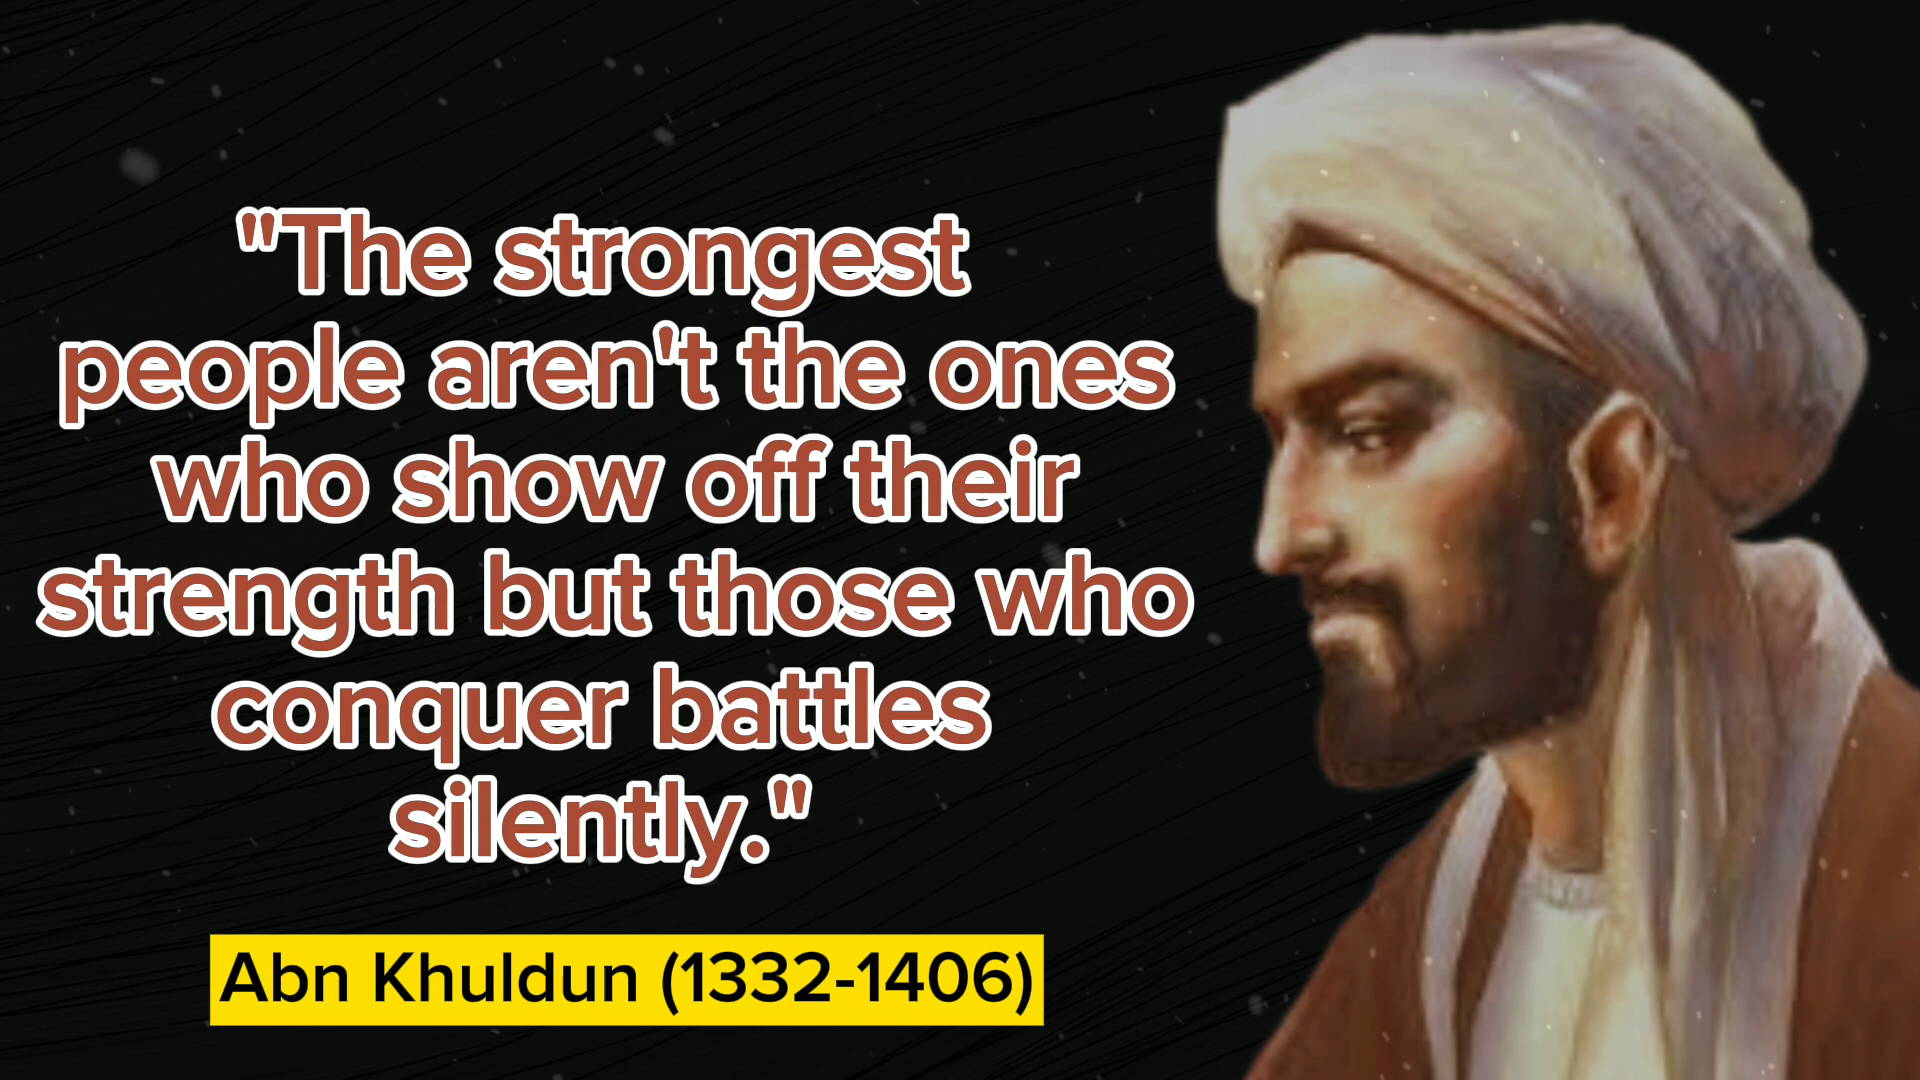 "The strongest
people aren't the ones
who show off their
strength but those who
conquer battles
silently."
Abn Khuldun (1332-1406)